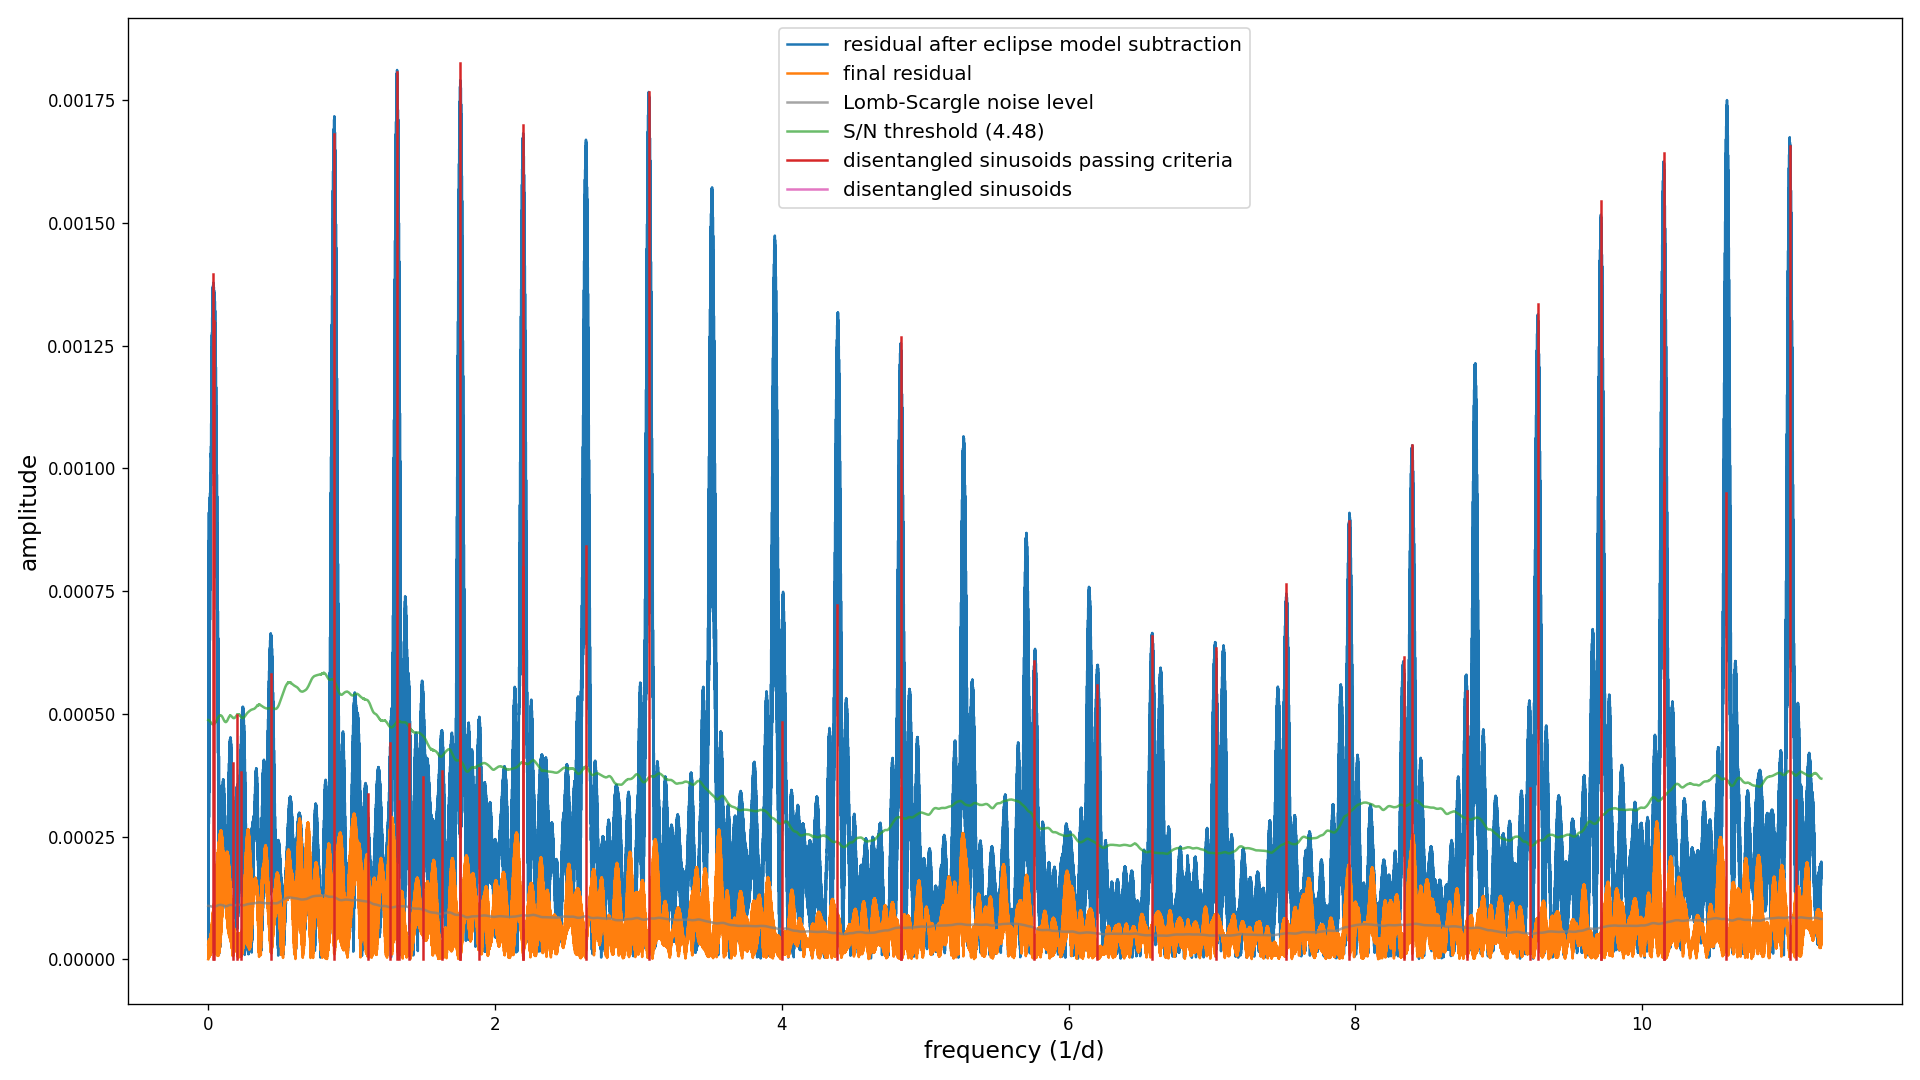 residual after eclipse model subtraction
final residual
Lomb-Scargle noise level
S/N threshold (4.48)
disentangled sinusoids passing criteria
disentangled sinusoids
amplitude
0.00175
0.00150
0.00125
0.00100
0.00075
0.00050
0.00025
0.00000
0 2 4 6 8 10
frequency (1/d)